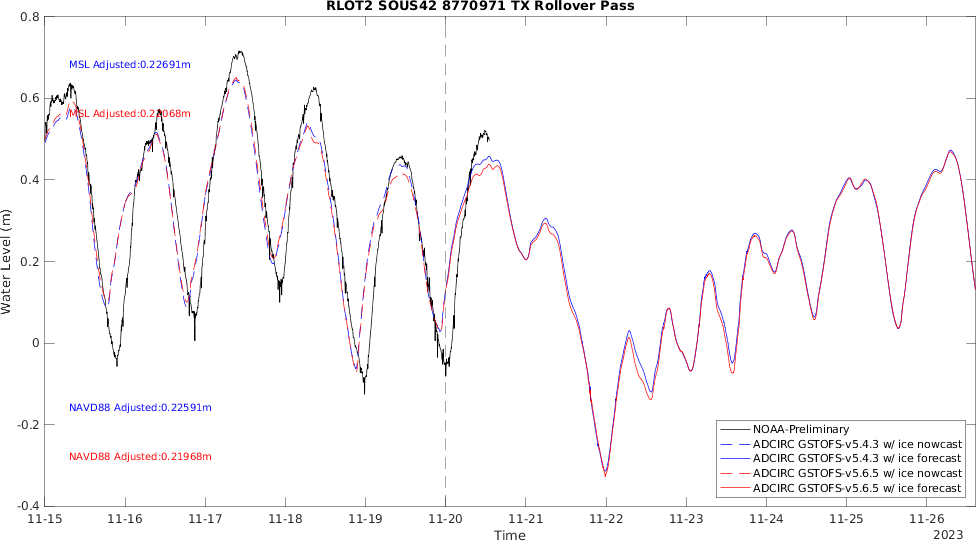 RLOT2 SOUS42 8770971 TX Rollover Pass
0.8
0.6
0.4
0.2
0
-0.2
-0.4
Water Level (m)
MSL Adjusted:0.22691m
MSL Adjusted:0.22068m
NAVD88 Adjusted:0.22591m
NAVD88 Adjusted:0.21968m
NOAA-Preliminary
ADCIRC GSTOFS-v5.4.3 w/ ice nowcast
ADCIRC GSTOFS-v5.4.3 w/ ice forecast
ADCIRC GSTOFS-v5.6.5 w/ ice nowcast
ADCIRC GSTOFS-v5.6.5 w/ ice forecast
11-15 11-16 11-17 11-18 11-19 11-20 11-21 11-22 11-23 11-24 11-25 11-26
Time
2023